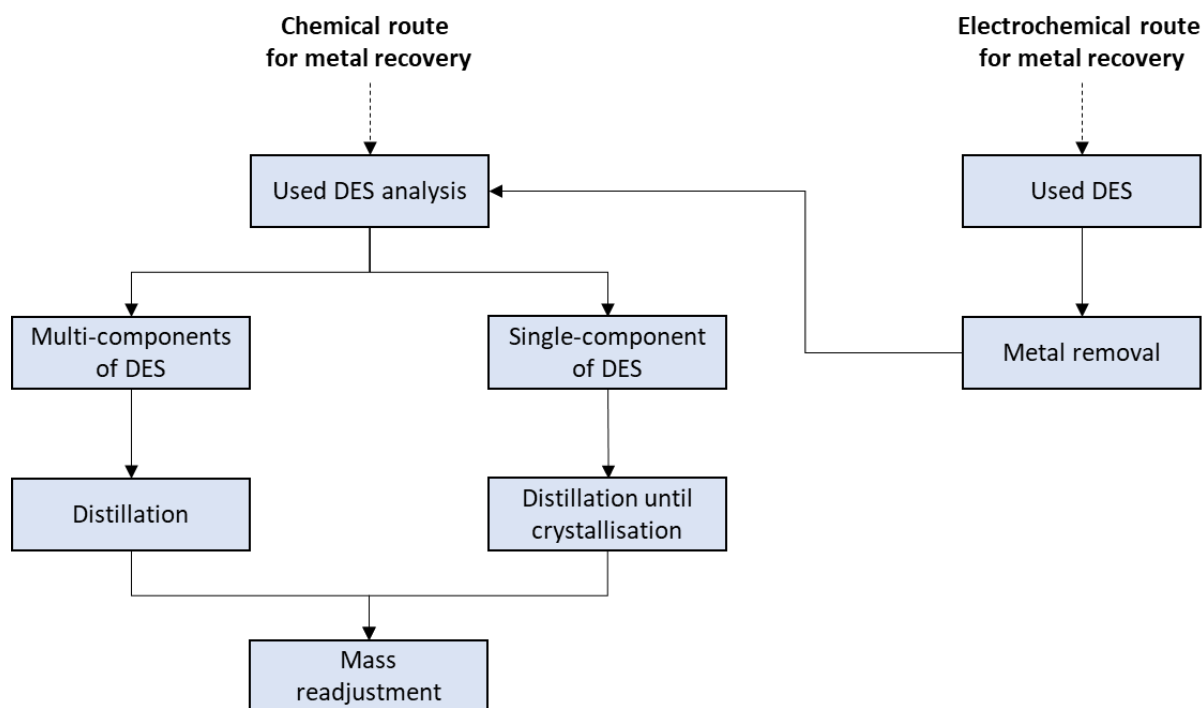 Chemical route
for metal recovery
Electrochemical route
for metal recovery
Used DES analysis
Used DES
Multi-components
of DES
Single-component
of DES
Metal removal
Distillation
Distillation until
crystallisation
Mass
readjustment